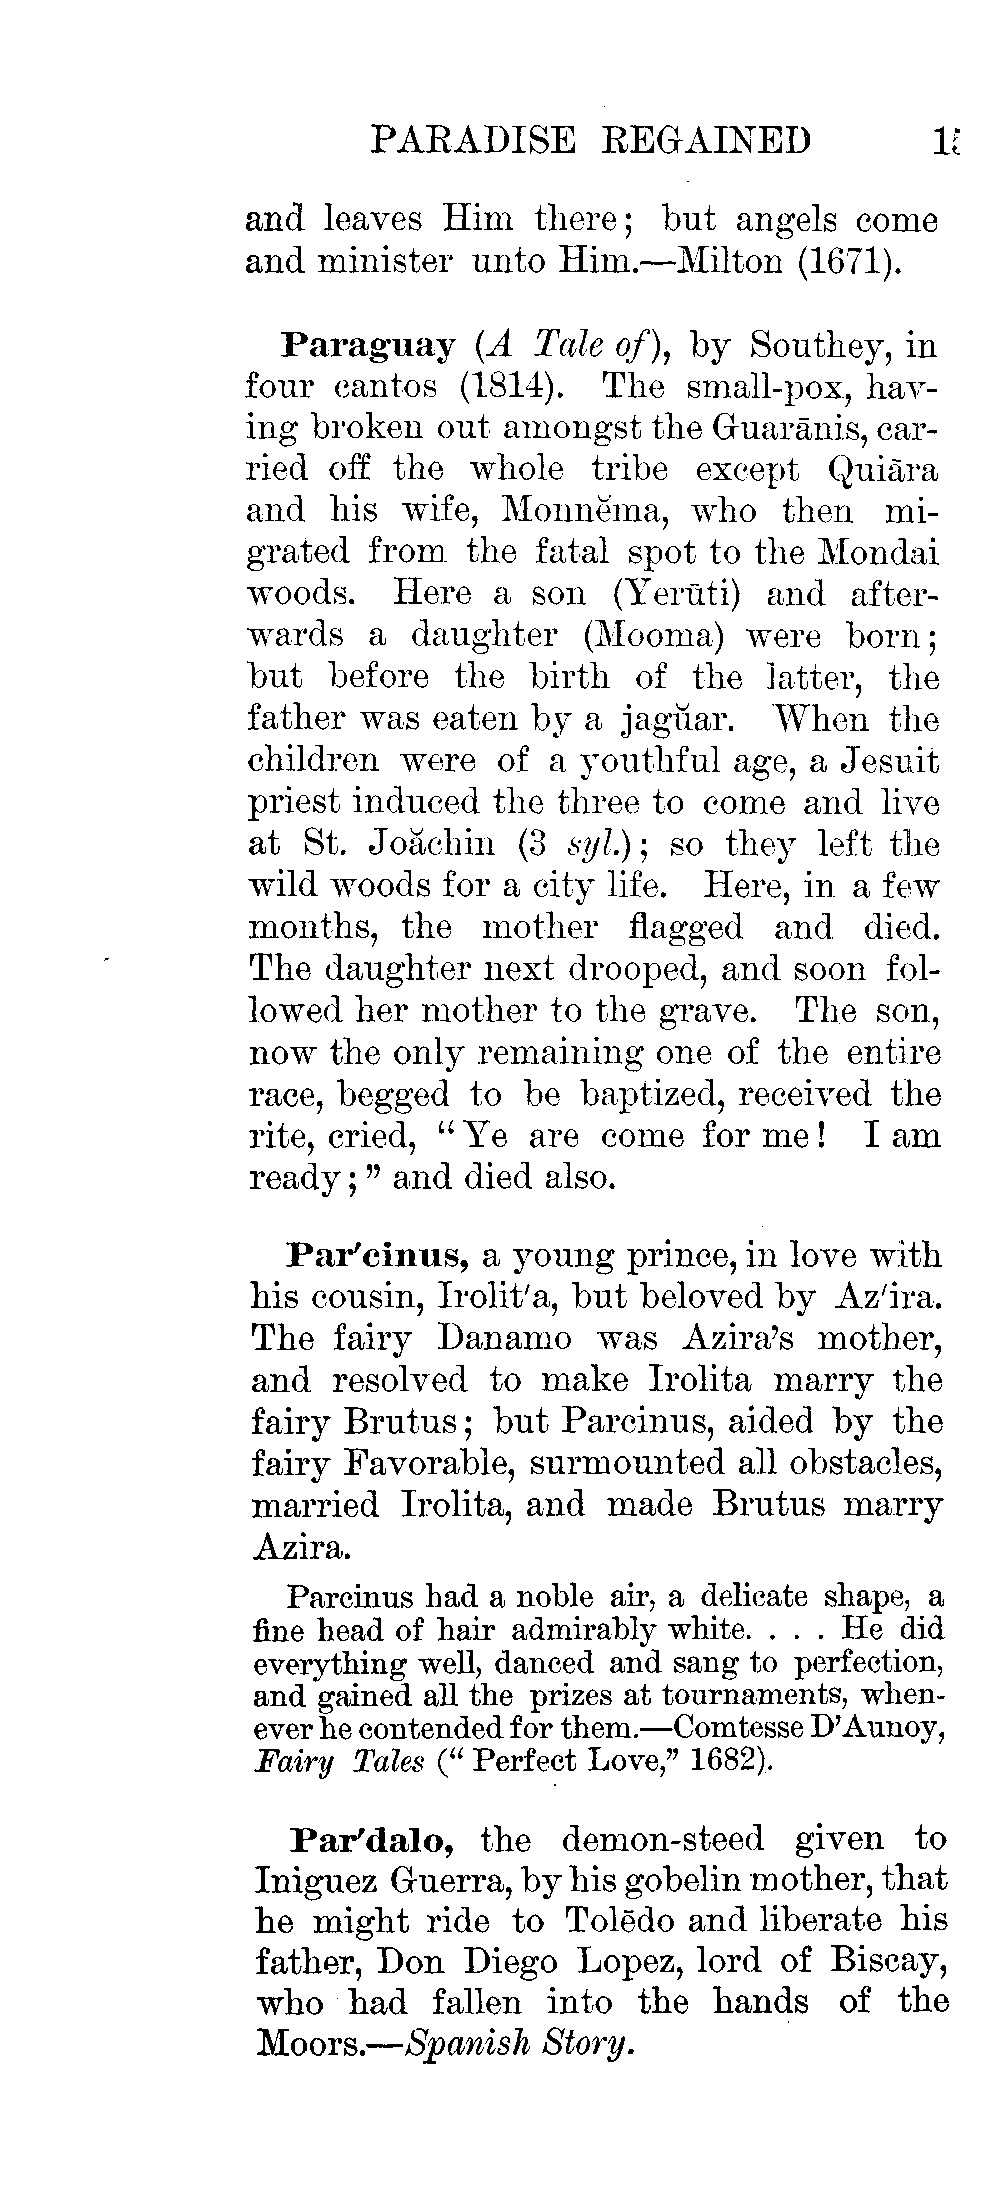 PARADISE REGAINED
and leaves Him there; but angels come
and minister unto Him.—Milton (1671).
Paraguay (A Tale of), by Southey, in
four cantos (1814). The small-pox, hav-
ing broken out amongst the Guarānis, car-
ried off the whole tribe except Quiāra
and his wife, Monnĕma, who then mi-
grated from the fatal spot to the Mondai
woods. Here a son (Yerūti) and after-
wards a daughter (Mooma) were born;
but before the birth of the latter, the
father was eaten by a jagŭar. When the
children were of a youthful age, a Jesuit
priest induced the three to come and live
at St. Joăchin (3 syl.); so they left the
wild woods for a city life. Here, in a few
months, the mother flagged and died.
The daughter next drooped, and soon fol-
lowed her mother to the grave. The son,
now the only remaining one of the entire
race, begged to be baptized, received the
rite, cried, “Ye are come for me! I am
ready;” and died also.
Par'cinus, a young prince, in love with
his cousin, Irolit'a, but beloved by Az'ira.
The fairy Danamo was Azira’s mother,
and resolved to make Irolita marry the
fairy Brutus; but Parcinus, aided by the
fairy Favorable, surmounted all obstacles,
married Irolita, and made Brutus marry
Azira.
Parcinus had a noble air, a delicate shape, a
fine head of hair admirably white. . . . He did
everything well, danced and sang to perfection,
and gained all the prizes at tournaments, when-
ever he contended for them.—Comtesse D’Aunoy,
Fairy Tales (“Perfect Love,” 1682).
Par'dalo, the demon-steed given to
Iniguez Guerra, by his gobelin mother, that
he might ride to Tolēdo and liberate his
father, Don Diego Lopez, lord of Biscay,
who had fallen into the hands of the
Moors.—Spanish Story.